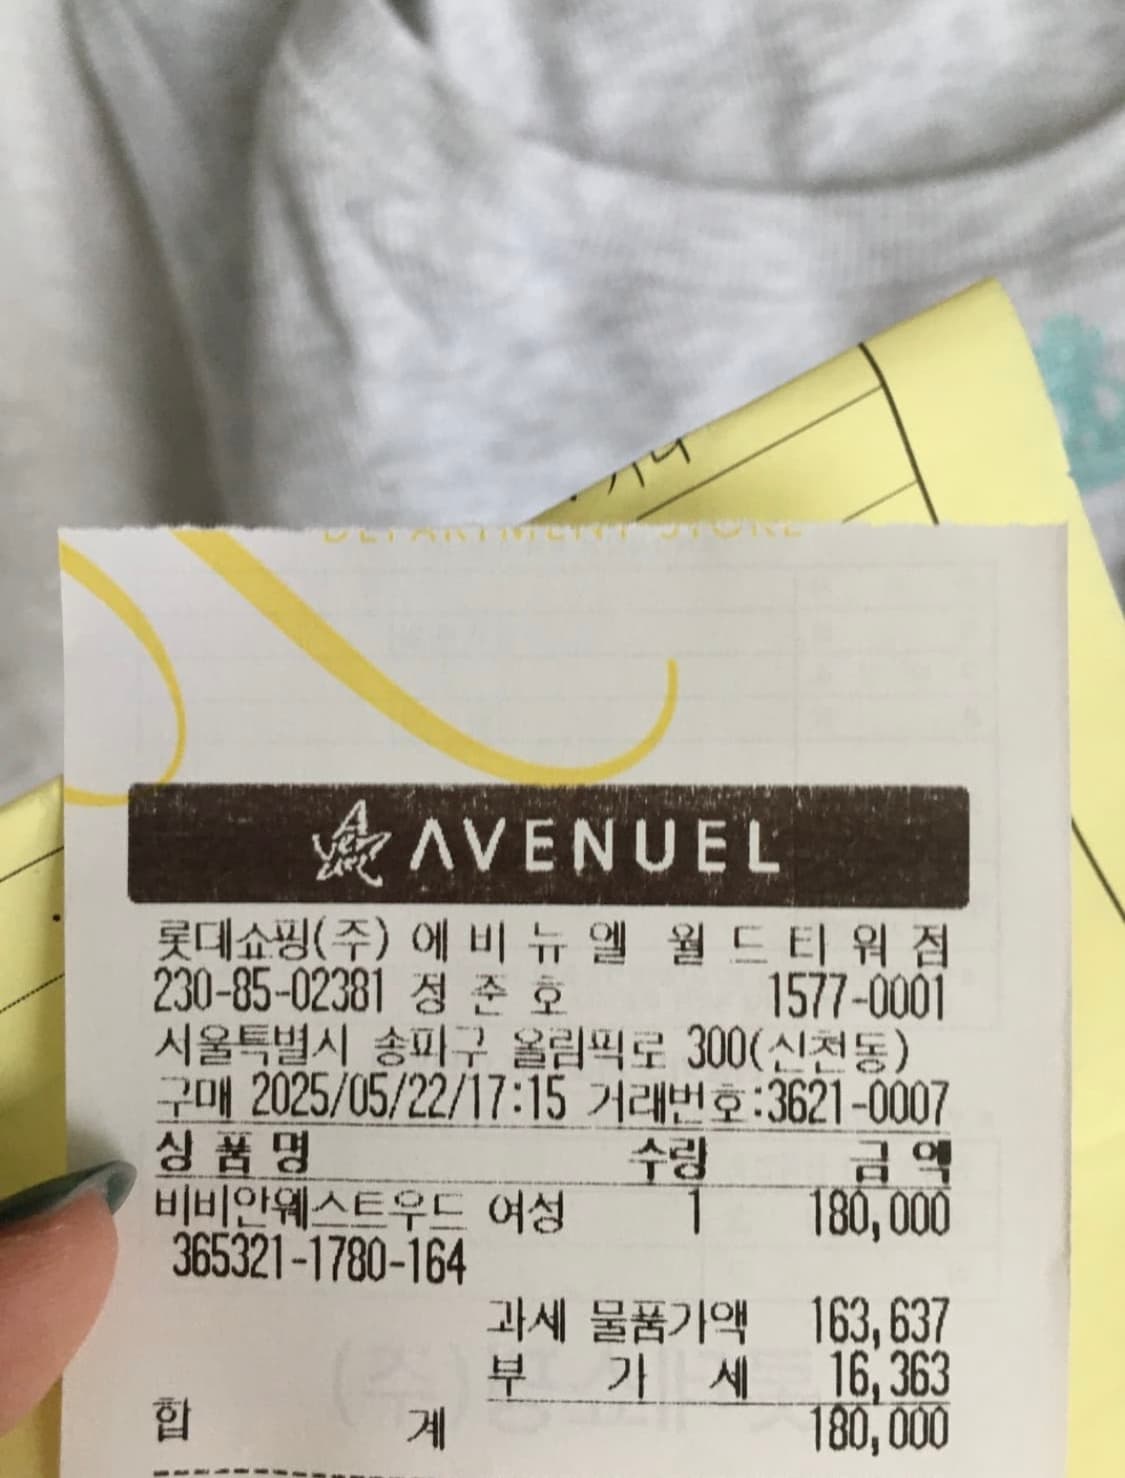 DEPARTMENT STORE
AVENUEL
롯데쇼핑(주) 에비뉴엘 월드타워점
230-85-02381 정준호 1577-0001
서울특별시 송파구 올림픽로 300(신천동)
구매 2025/05/22/17:15 거래번호:3621-0007
상품명 수량 금액
비비안웨스트우드 여성 1 180,000
365321-1780-164
과세 물품가액 163,637
부가세 16,363
합계 180,000